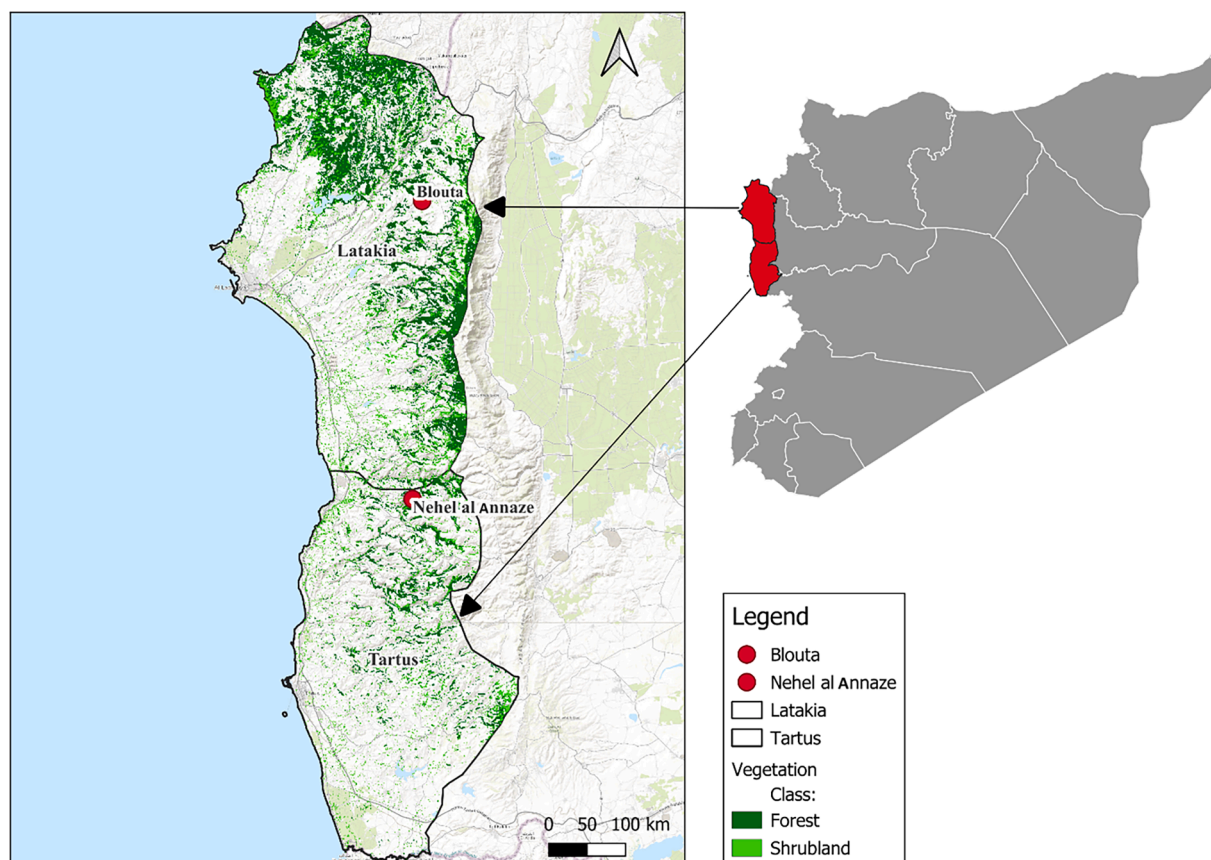 Blouta
Latakia
Nehel al Annaze
Tartus
0 50 100 km
Legend
Blouta
Nehel al Annaze
Latakia
Tartus
Vegetation
Class:
Forest
Shrubland